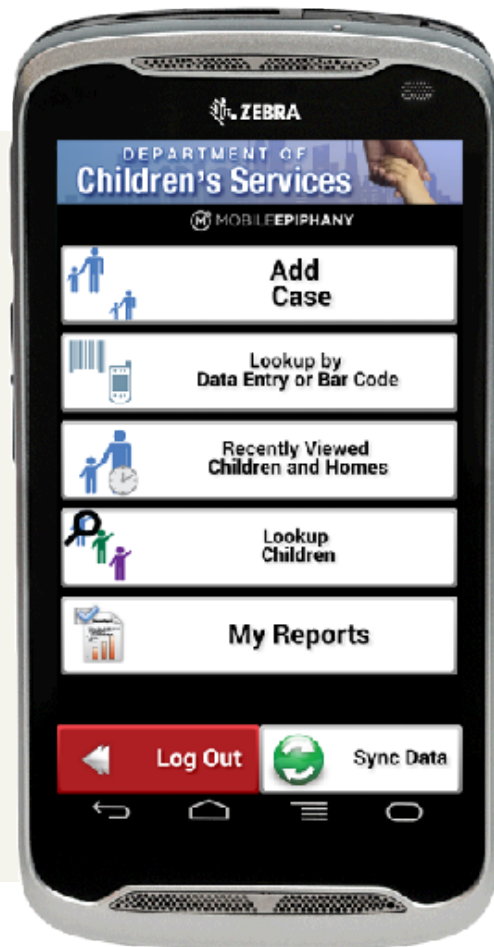 ZEBRA
DEPARTMENT OF
Children's Services
MOBILEEPIPHANY
Add
Case
Lookup by
Data Entry or Bar Code
Recently Viewed
Children and Homes
Lookup
Children
My Reports
Log Out
Sync Data